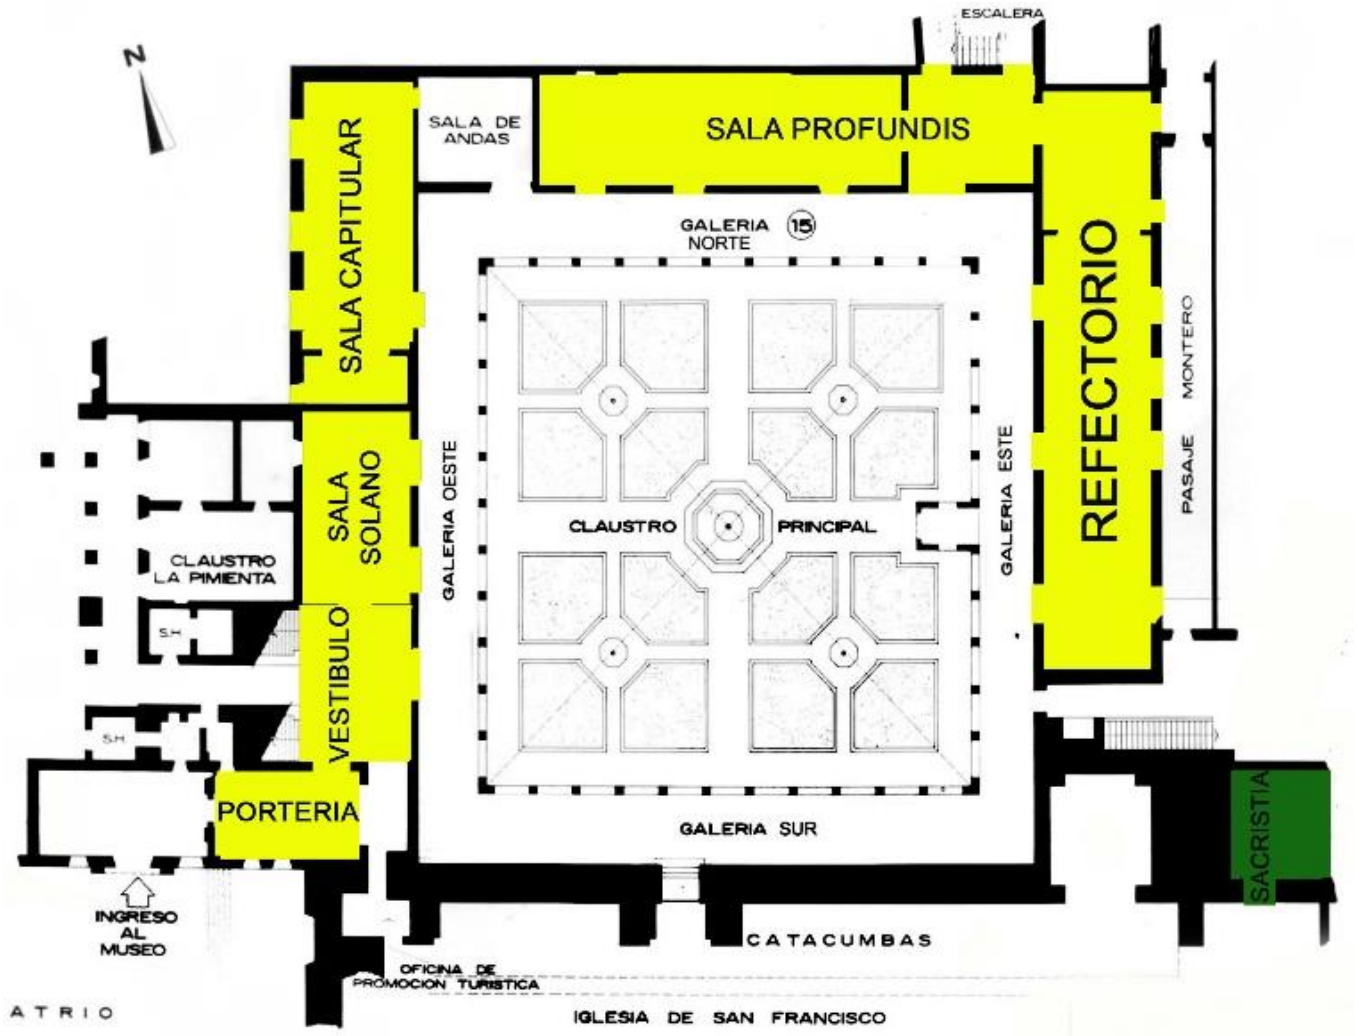 ESCALERA
N
SALA DE
ANDAS
SALA PROFUNDIS
SALA CAPITULAR
GALERIA 15
NORTE
REFECTORIO
PASAJE MONTERO
SALA
SOLANO
GALERIA OESTE
GALERIA ESTE
CLAUSTRO PRINCIPAL
CLAUSTRO
LA PIMIENTA
S.H.
VESTIBULO
S.H.
PORTERIA
GALERIA SUR
SACRISTIA
INGRESO
AL
MUSEO
CATACUMBAS
OFICINA DE
PROMOCION TURISTICA
ATRIO
IGLESIA DE SAN FRANCISCO